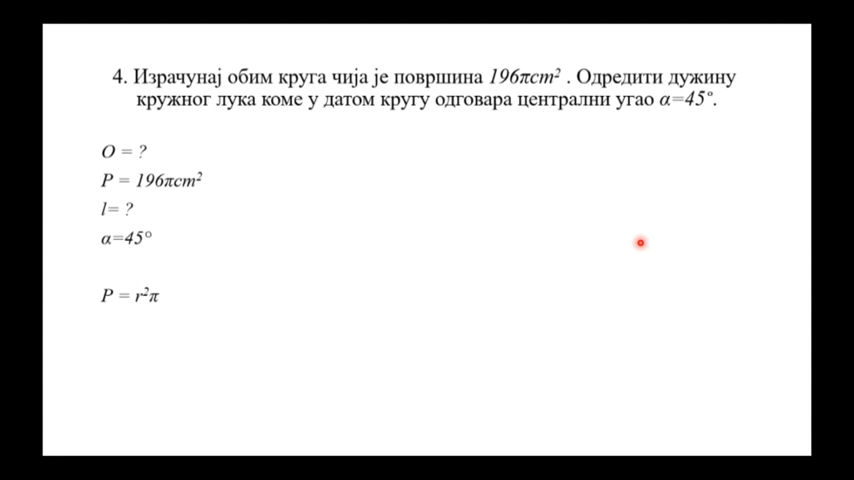 4. Израчунај обим круга чија је површина 196πcm² . Одредити дужину
кружног лука коме у датом кругу одговара централни угао α=45°.
O = ?
P = 196πcm²
l= ?
α=45°
P = r²π